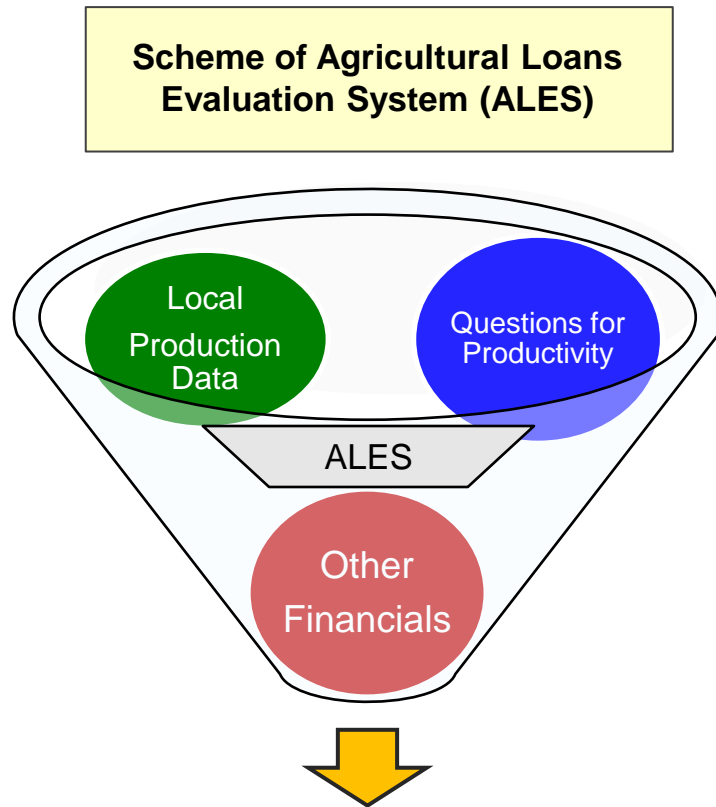 Scheme of Agricultural Loans
Evaluation System (ALES)
Local
Production
Data
Questions for
Productivity
ALES
Other
Financials